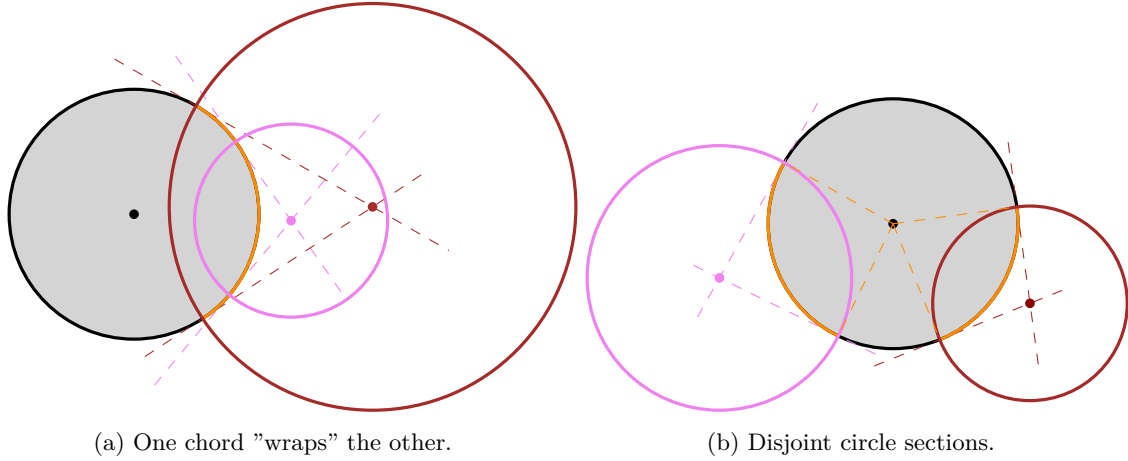 (a) One chord ”wraps” the other.
(b) Disjoint circle sections.